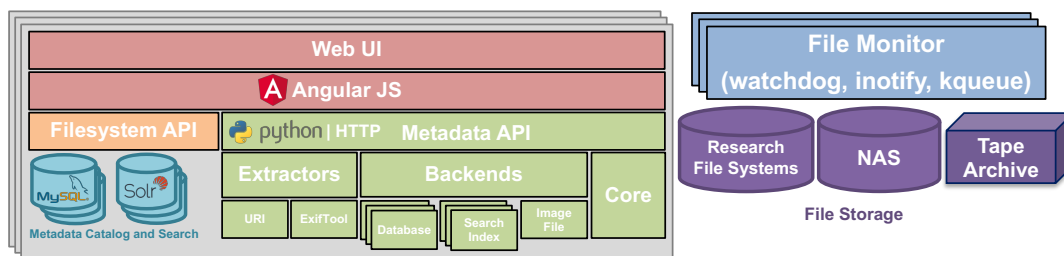 Web UI
Angular JS
Filesystem API
python | HTTP Metadata API
MySQL
Solr
Metadata Catalog and Search
Extractors
Backends
Core
URI
ExifTool
Database
Search
Index
Image
File
File Monitor
(watchdog, inotify, kqueue)
Research
File Systems
NAS
Tape
Archive
File Storage